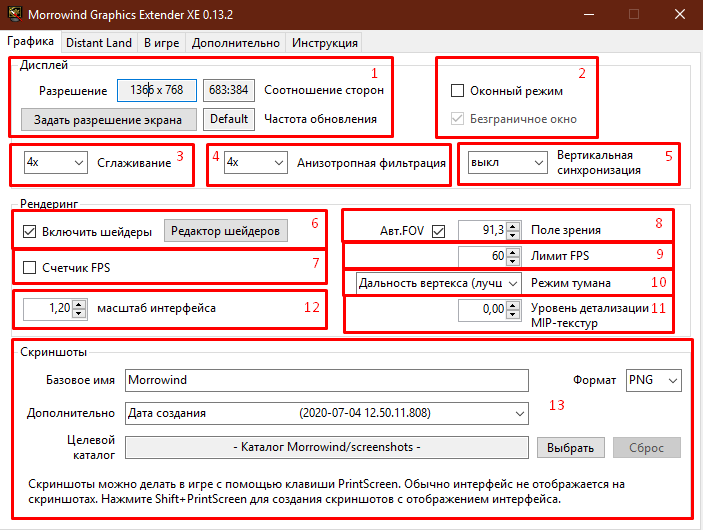 Morrowind Graphics Extender XE 0.13.2
Графика Distant Land В игре Дополнительно Инструкция
Дисплей
1
2
Разрешение 1366 x 768 683:384 Соотношение сторон
Оконный режим
Задать разрешение экрана Default Частота обновления
Безграничное окно
4x Сглаживание 3
4 4x Анизотропная фильтрация
выкл Вертикальная
синхронизация 5
Рендеринг
6
Включить шейдеры Редактор шейдеров
Авт.FOV 91,3 Поле зрения 8
Счетчик FPS 7
60 Лимит FPS 9
Дальность вертекса (лучш Режим тумана 10
1,20 масштаб интерфейса 12
0,00 Уровень детализации
MIP-текстур 11
Скриншоты
Базовое имя Morrowind Формат PNG
Дополнительно Дата создания (2020-07-04 12.50.11.808) 13
Целевой
каталог - Каталог Morrowind/screenshots - Выбрать Сброс
Скриншоты можно делать в игре с помощью клавиши PrintScreen. Обычно интерфейс не отображается на
скриншотах. Нажмите Shift+PrintScreen для создания скриншотов с отображением интерфейса.